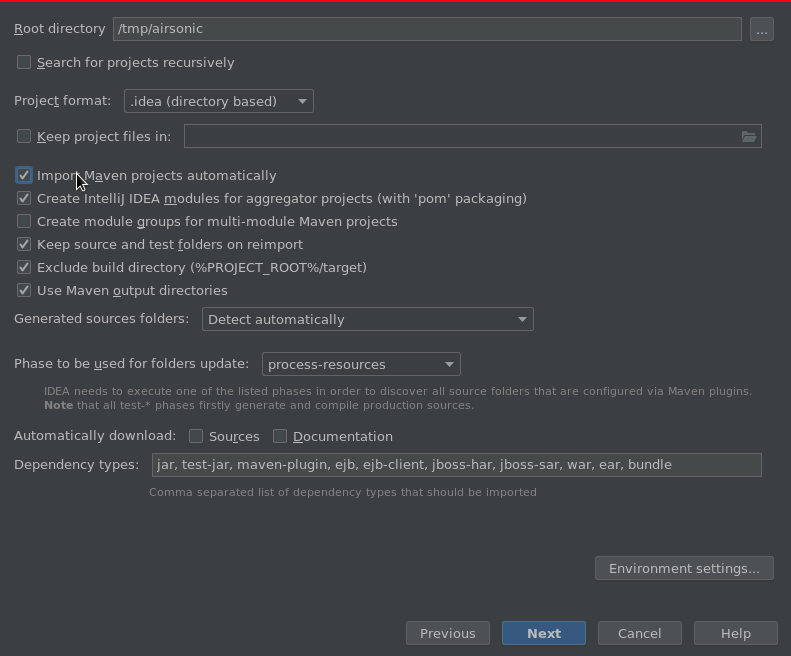 Root directory /tmp/airsonic ...
Search for projects recursively
Project format: .idea (directory based)
Keep project files in:
Import Maven projects automatically
Create IntelliJ IDEA modules for aggregator projects (with 'pom' packaging)
Create module groups for multi-module Maven projects
Keep source and test folders on reimport
Exclude build directory (%PROJECT_ROOT%/target)
Use Maven output directories
Generated sources folders: Detect automatically
Phase to be used for folders update: process-resources
IDEA needs to execute one of the listed phases in order to discover all source folders that are configured via Maven plugins.
Note that all test-* phases firstly generate and compile production sources.
Automatically download: Sources Documentation
Dependency types: jar, test-jar, maven-plugin, ejb, ejb-client, jboss-har, jboss-sar, war, ear, bundle
Comma separated list of dependency types that should be imported
Environment settings...
Previous Next Cancel Help